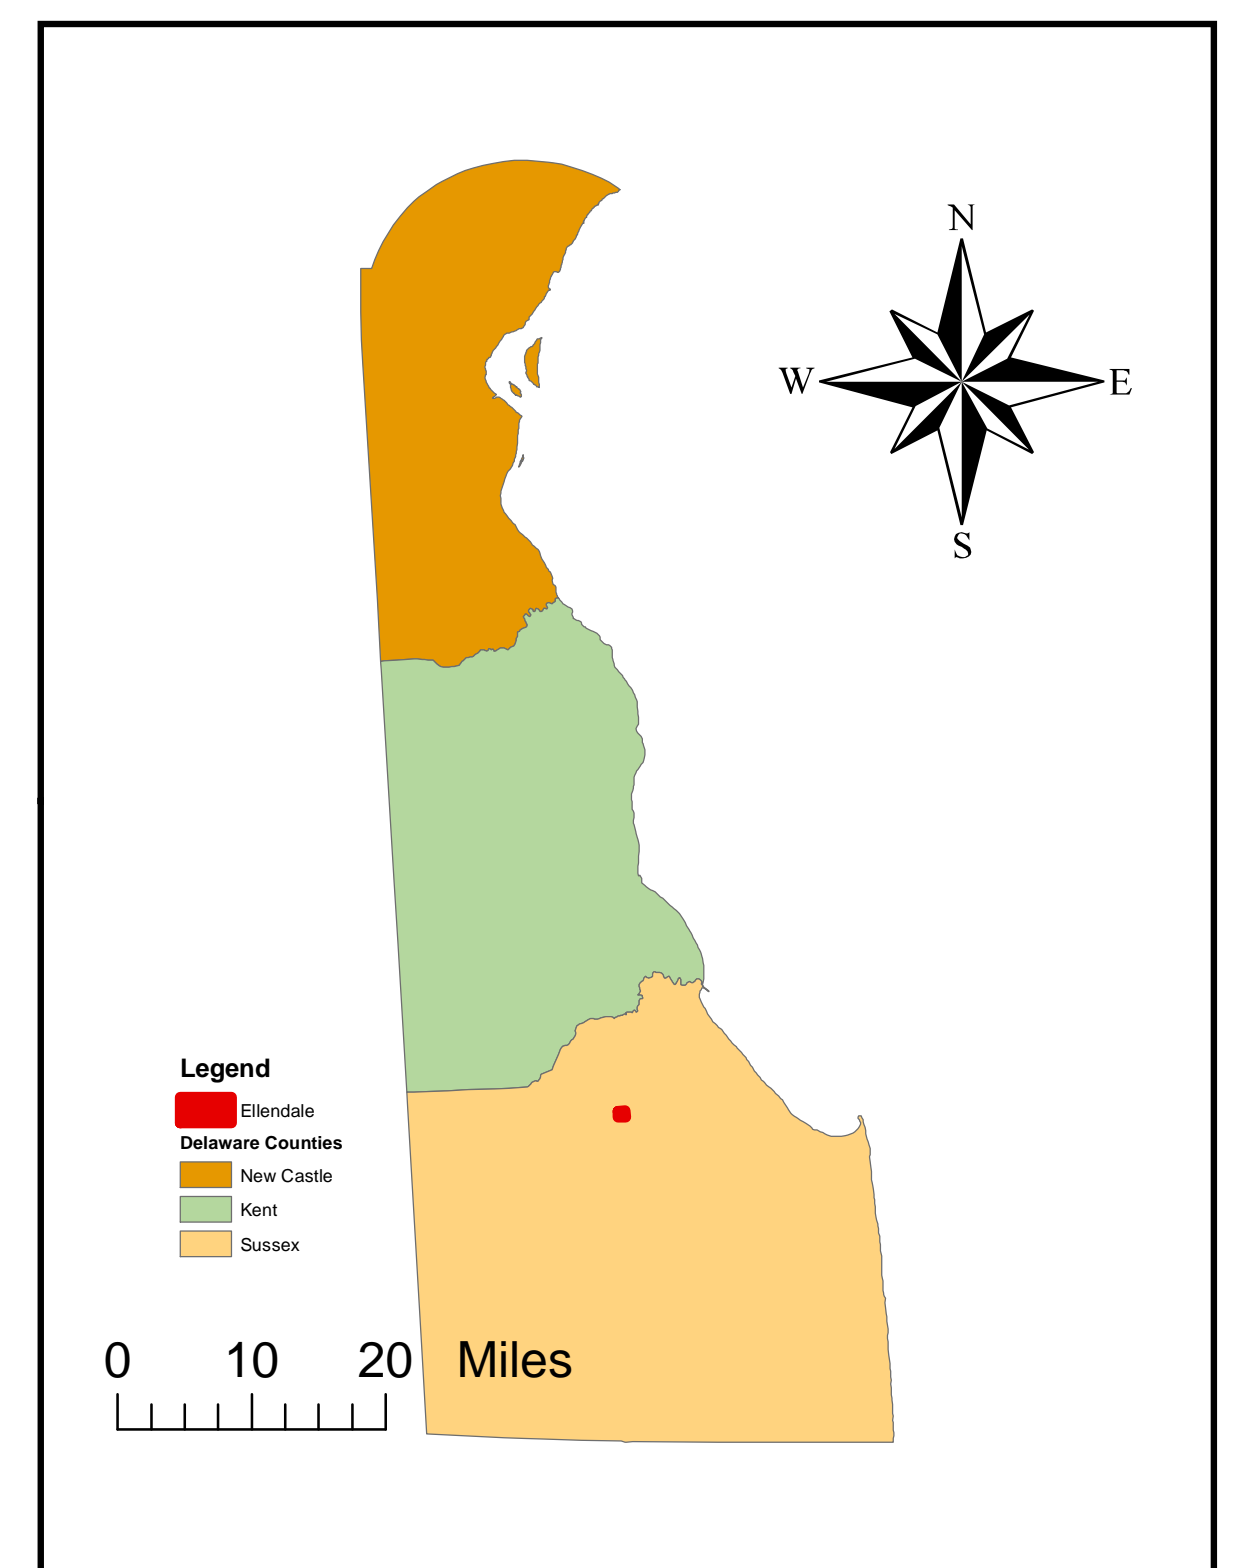 N
W E
S
Legend
Ellendale
Delaware Counties
New Castle
Kent
Sussex
0 10 20 Miles